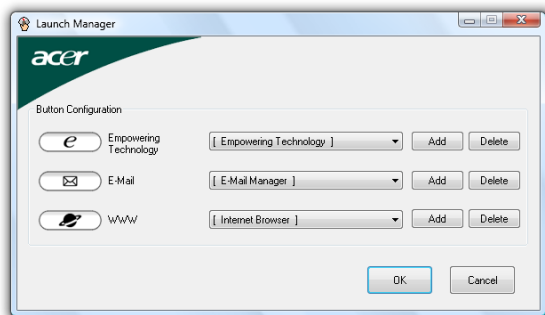 Launch Manager
acer
Button Configuration
e Empowering Technology [ Empowering Technology ] Add Delete
E-Mail [ E-Mail Manager ] Add Delete
WWW [ Internet Browser ] Add Delete
OK Cancel